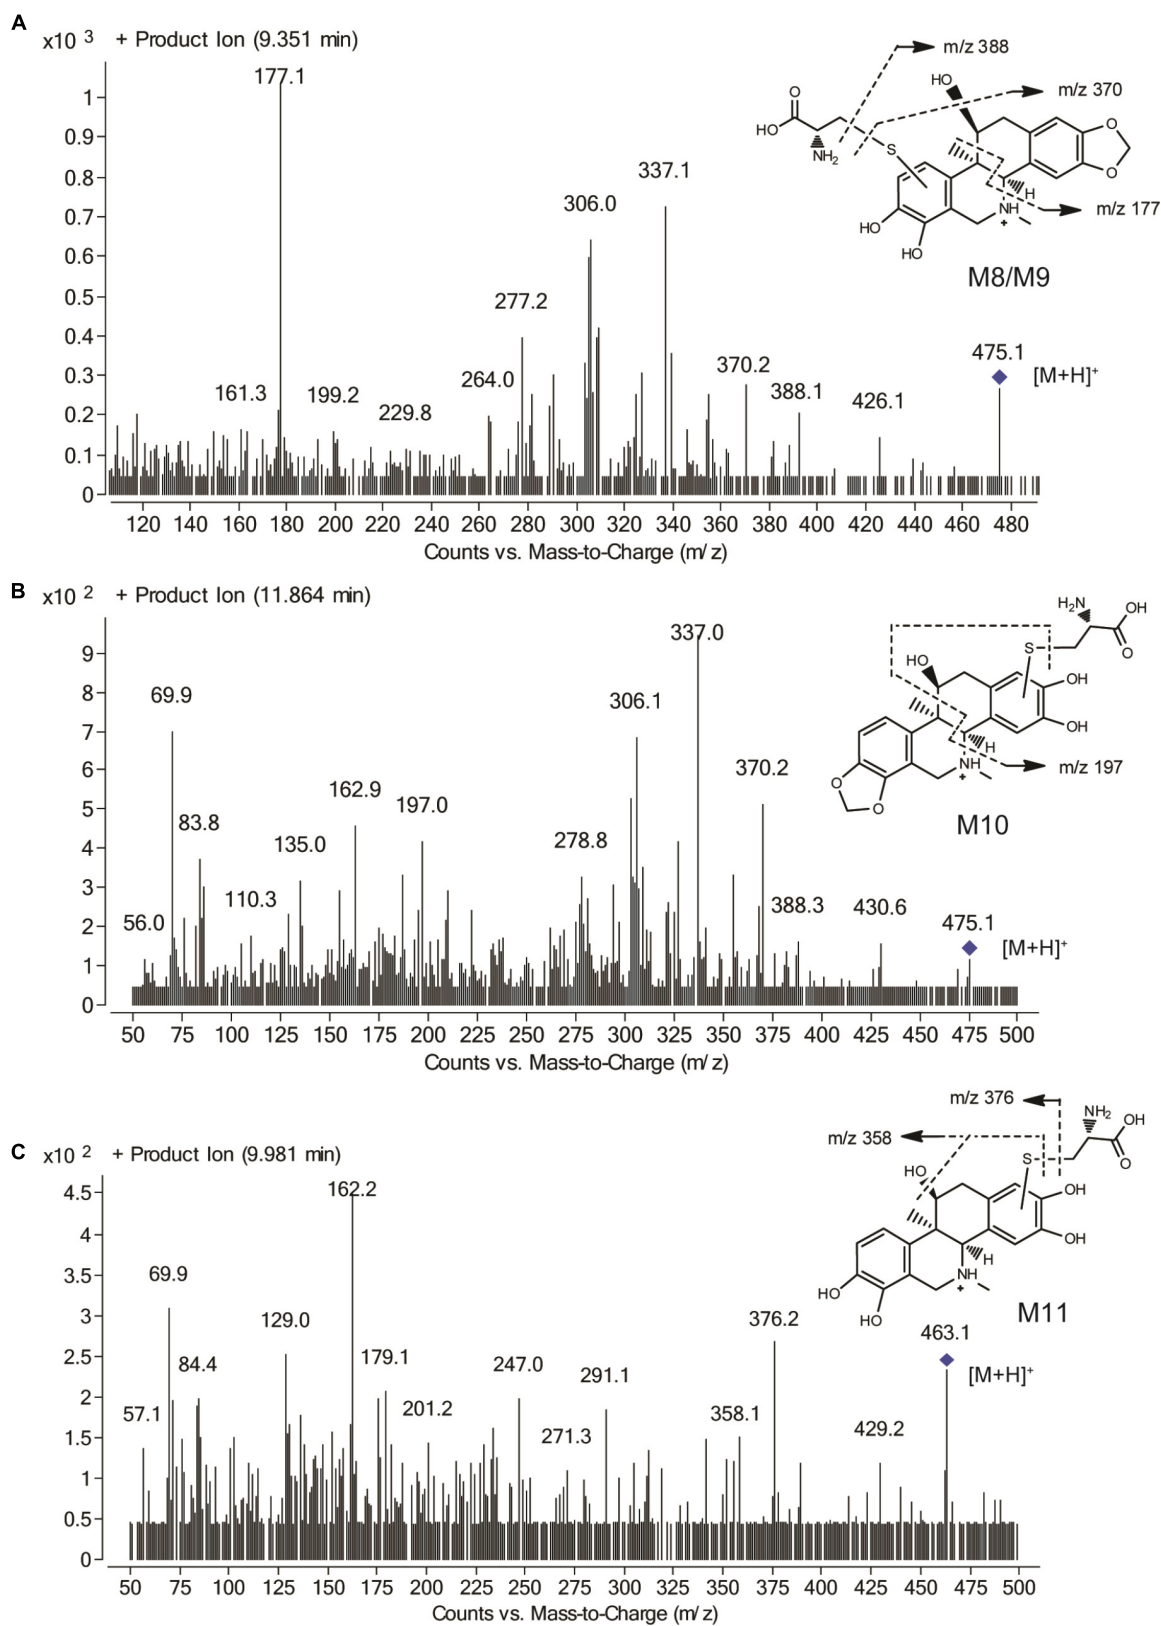 A
x10 3 + Product Ion (9.351 min)
177.1
337.1
306.0
277.2
264.0
161.3
199.2
229.8
370.2
388.1
426.1
475.1
[M+H]+
1
0.9
0.8
0.7
0.6
0.5
0.4
0.3
0.2
0.1
0
120 140 160 180 200 220 240 260 280 300 320 340 360 380 400 420 440 460 480
Counts vs. Mass-to-Charge (m/z)
m/z 388
m/z 370
m/z 177
O
HO
NH2
S
HO
O
O
H
NH
+
HO
HO
M8/M9
B
x10 2 + Product Ion (11.864 min)
337.0
69.9
306.1
370.2
162.9
197.0
83.8
135.0
278.8
110.3
56.0
388.3
430.6
475.1
[M+H]+
9
8
7
6
5
4
3
2
1
0
50 75 100 125 150 175 200 225 250 275 300 325 350 375 400 425 450 475 500
Counts vs. Mass-to-Charge (m/z)
H2N
OH
O
S
HO
OH
OH
H
NH
+
O
O
m/z 197
M10
C
x10 2 + Product Ion (9.981 min)
162.2
69.9
129.0
84.4
179.1
57.1
201.2
247.0
271.3
291.1
358.1
376.2
429.2
463.1
[M+H]+
4.5
4
3.5
3
2.5
2
1.5
1
0.5
0
50 75 100 125 150 175 200 225 250 275 300 325 350 375 400 425 450 475 500
Counts vs. Mass-to-Charge (m/z)
m/z 376
m/z 358
NH2
OH
O
S
HO
OH
OH
H
NH
+
HO
HO
M11